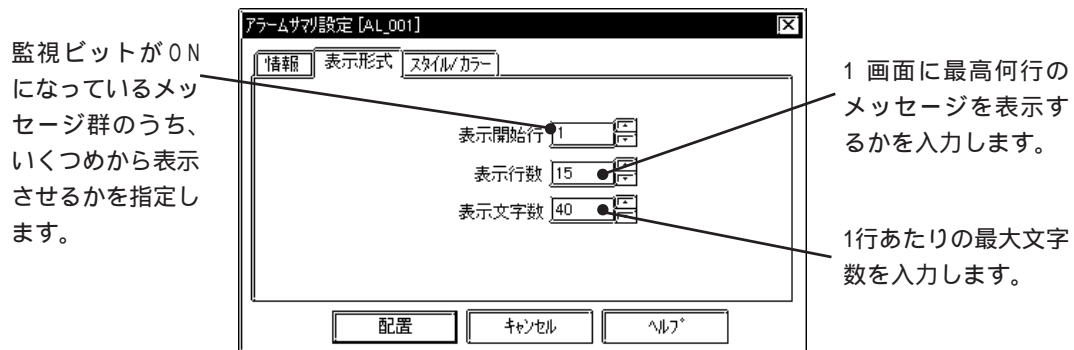 監視ビットがON
になっているメッ
セージ群のうち、
いくつめから表示
させるかを指定し
ます。
アラームサマリ設定 [AL_001]
情報 表示形式 スタイル/カラー
表示開始行 1
表示行数 15
表示文字数 40
配置 キャンセル ヘルプ
1 画面に最高何行の
メッセージを表示す
るかを入力します。
1行あたりの最大文字
数を入力します。